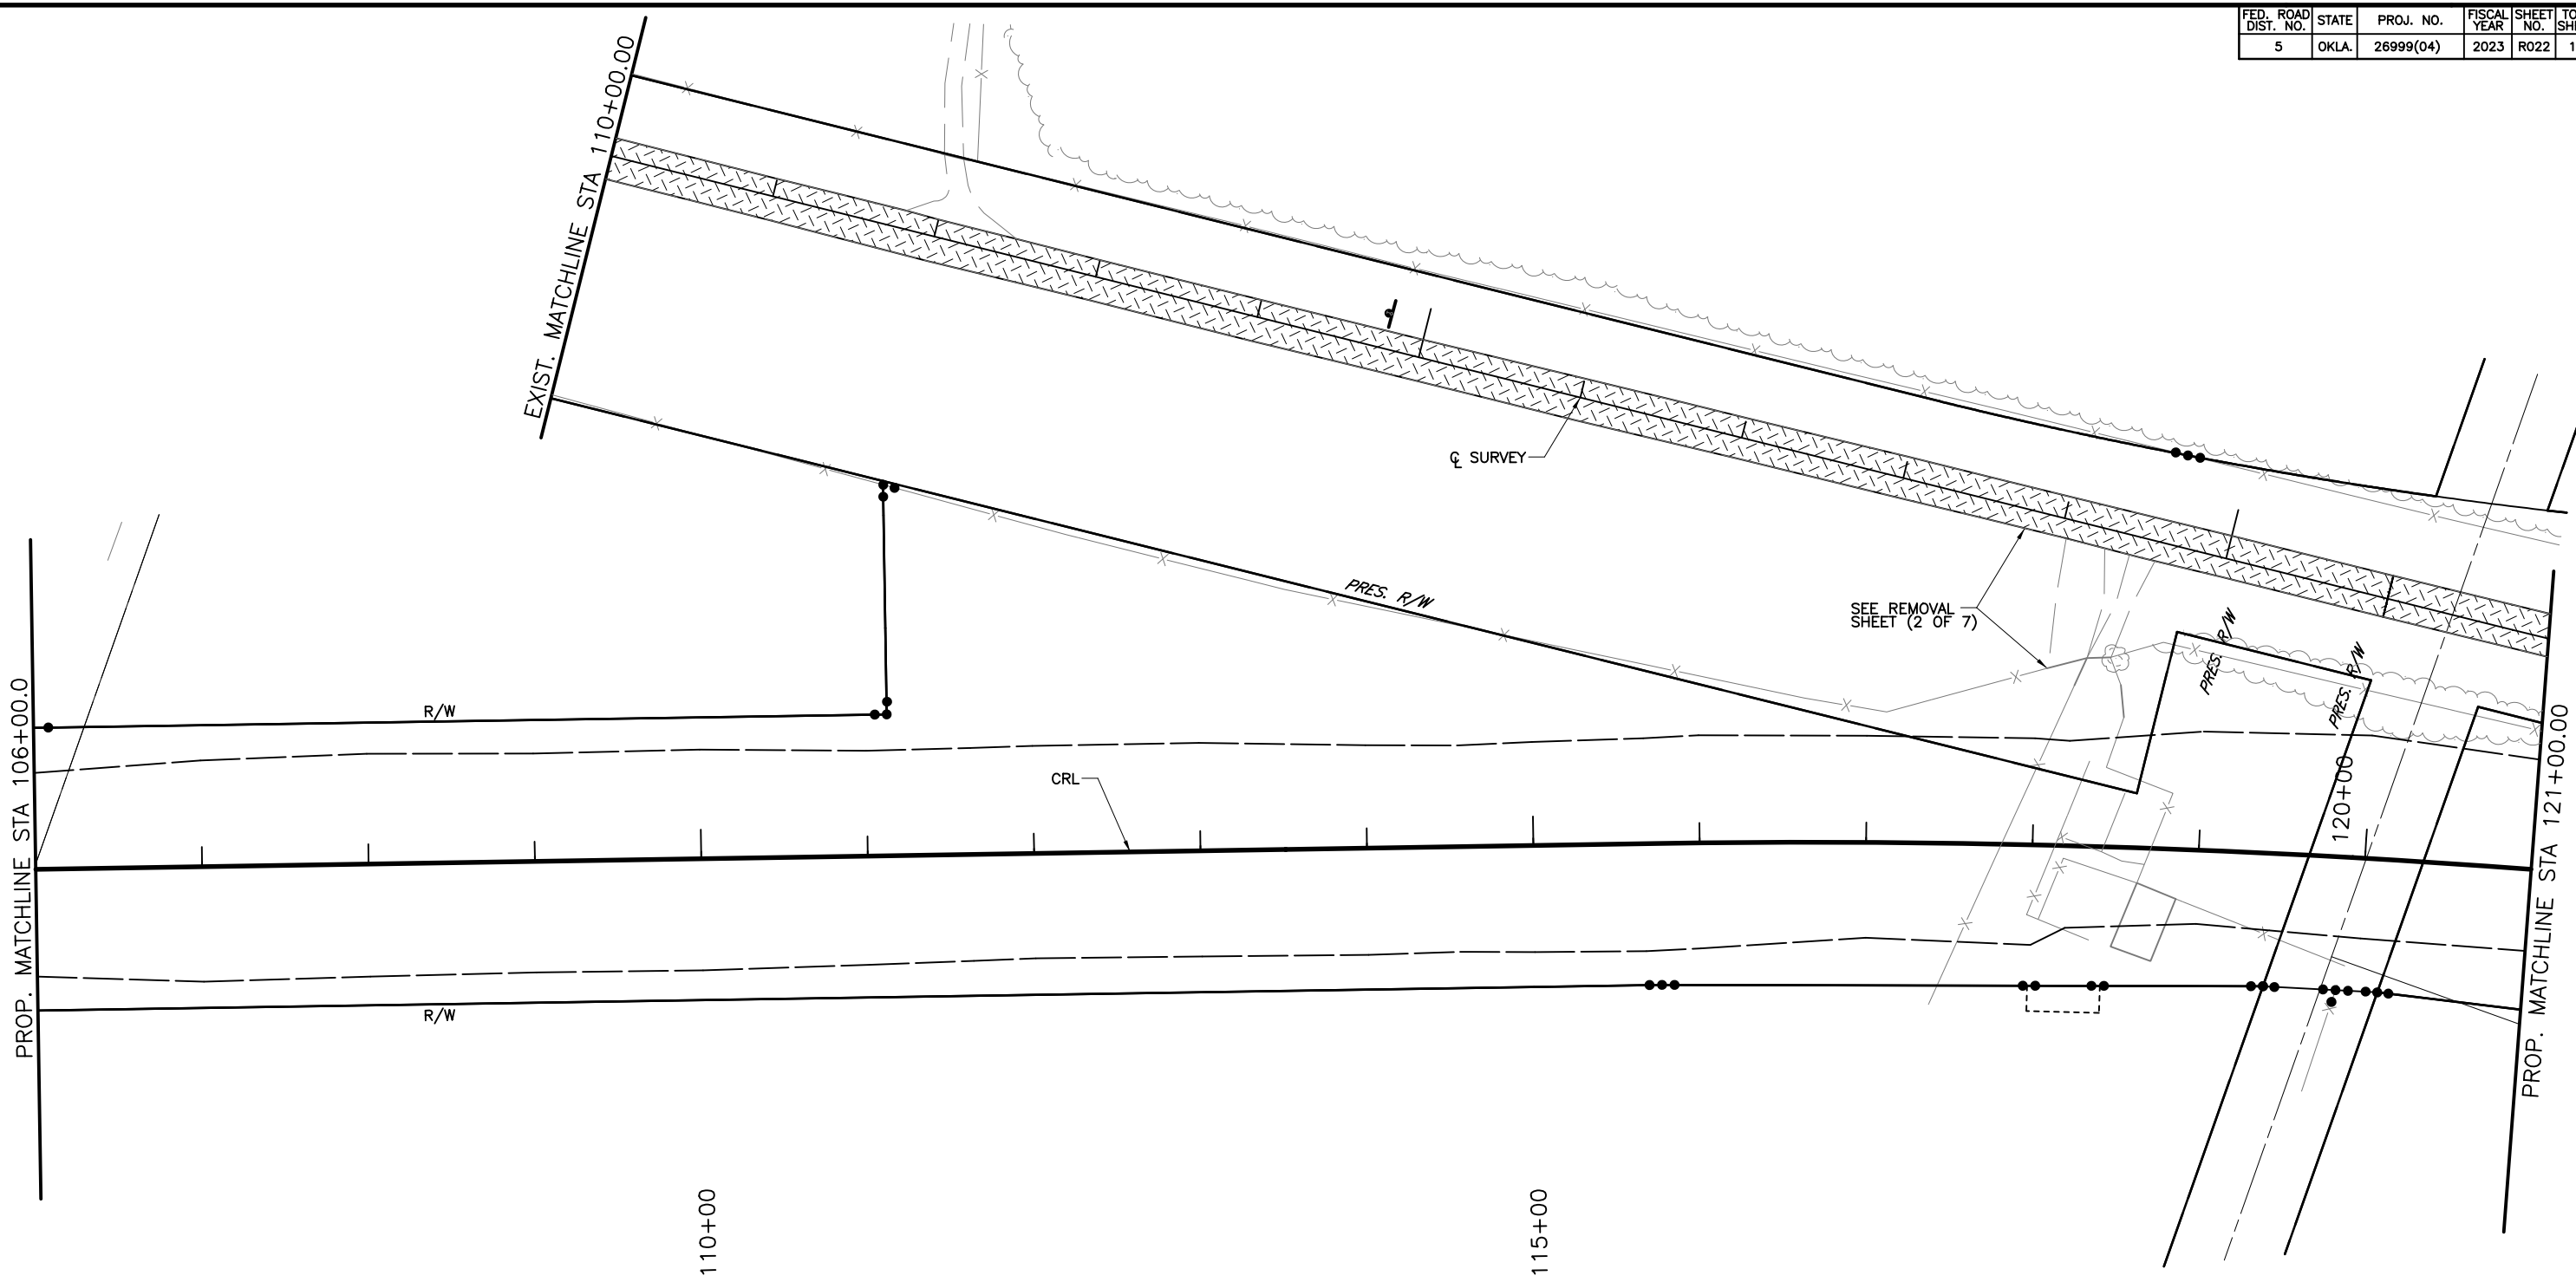 FED. ROAD DIST. NO. STATE PROJ. NO. FISCAL YEAR SHEET NO.
5 OKLA. 26999(04) 2023 R022
EXIST. MATCHLINE STA 110+00.00
℄ SURVEY
PRES. R/W
SEE REMOVAL
SHEET (2 OF 7)
PRES. R/W
PRES. R/W
PROP. MATCHLINE STA 106+00.0
R/W
CRL
120+00
PROP. MATCHLINE STA 121+00.00
R/W
110+00
115+00